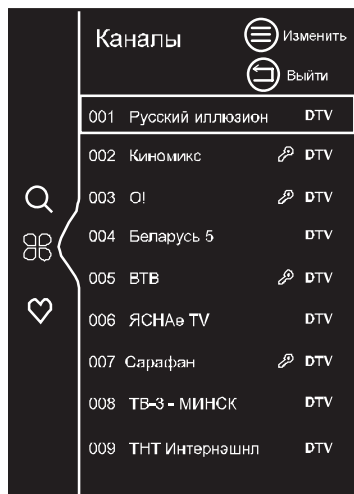 Каналы
Изменить
Выйти
001 Русский иллюзион DTV
002 Киномикс DTV
003 О! DTV
004 Беларусь 5 DTV
005 ВТВ DTV
006 ЯСНАе TV DTV
007 Сарафан DTV
008 ТВ-3 - МИНСК DTV
009 ТНТ Интернэшнл DTV